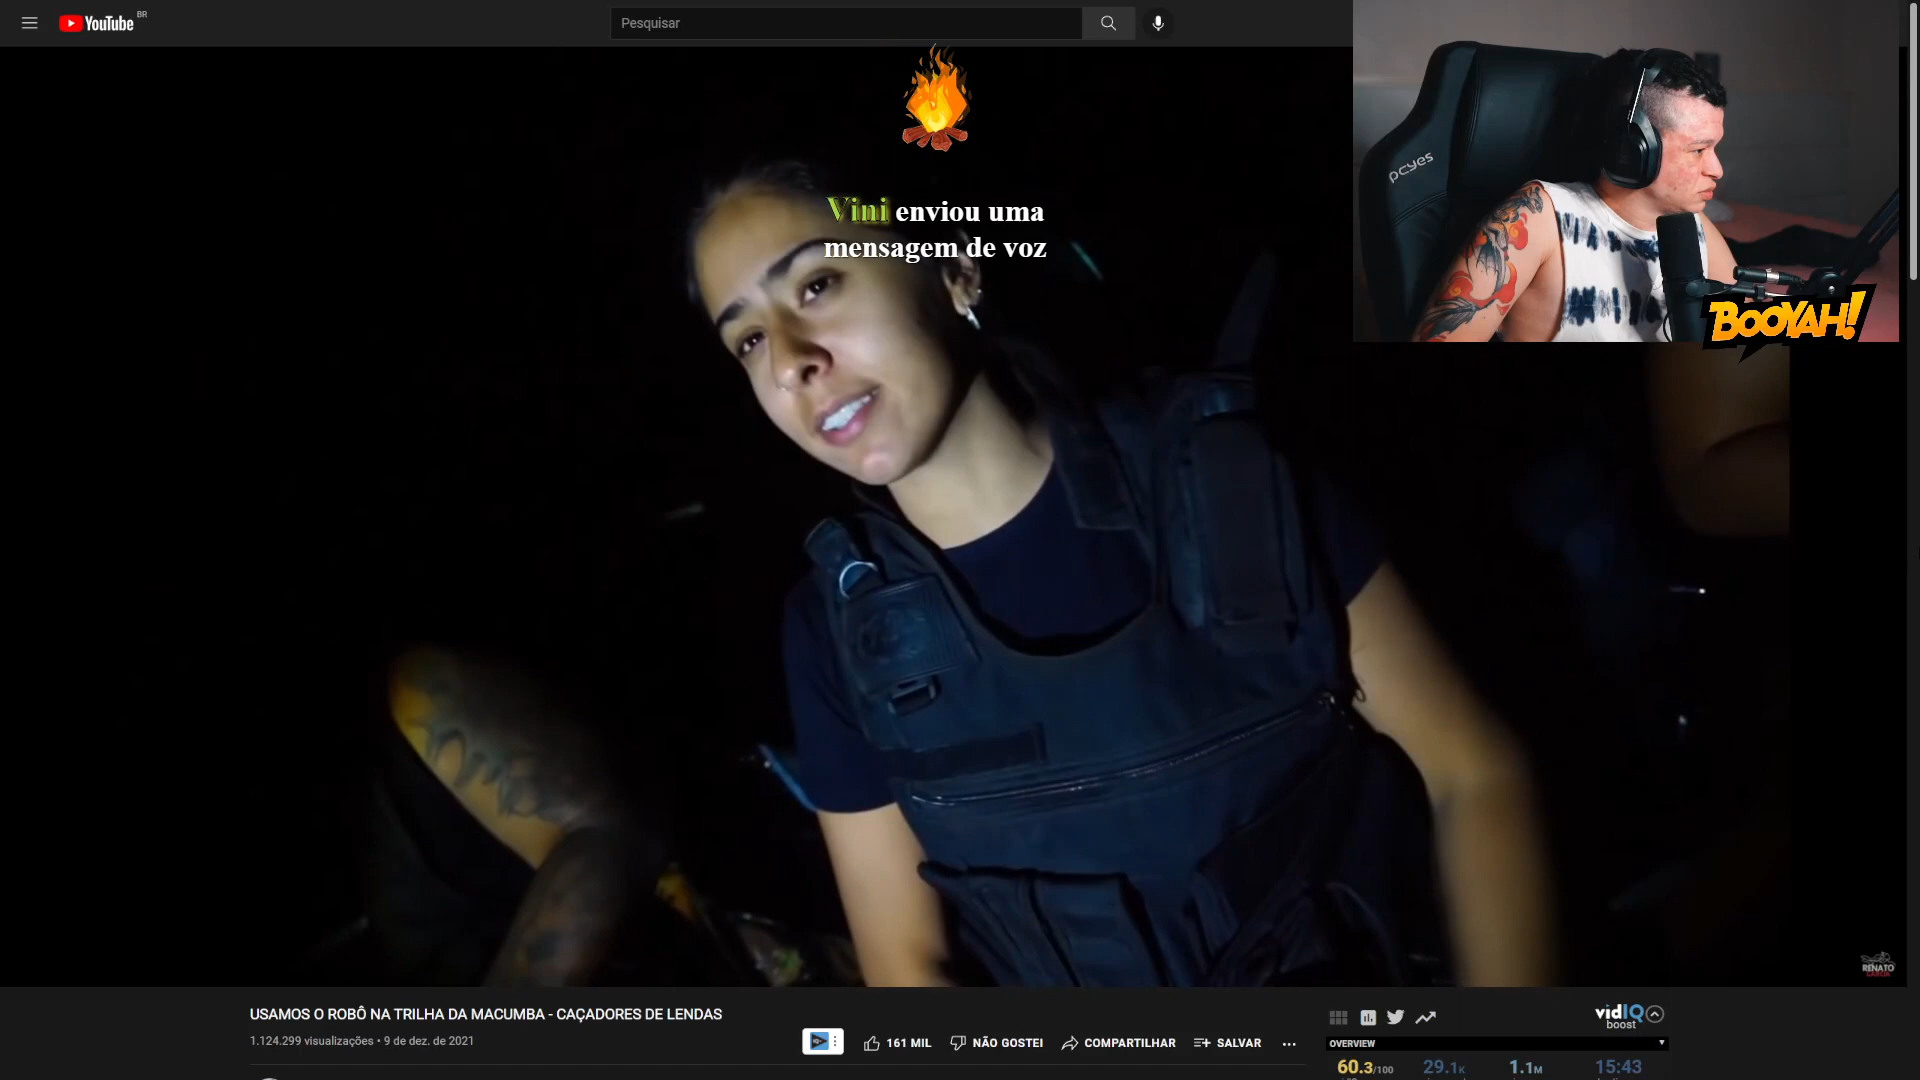 YouTube BR
Pesquisar
Vini enviou uma
mensagem de voz
pcyes
BOOYAH!
RENATO
GARCIA
USAMOS O ROBÔ NA TRILHA DA MACUMBA - CAÇADORES DE LENDAS
1.124.299 visualizações • 9 de dez. de 2021
161 MIL
NÃO GOSTEI
COMPARTILHAR
SALVAR
vidIQ
boost
OVERVIEW
60.3/100
29.1K
1.1M
15:43